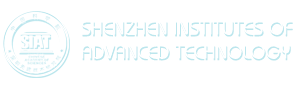 SIAT
SHENZHEN INSTITUTES OF
ADVANCED TECHNOLOGY